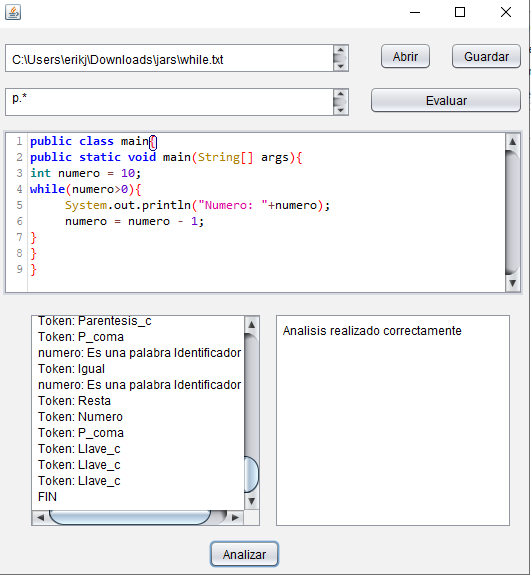 C:\Users\erikj\Downloads\jars\while.txt
Abrir
Guardar
p.*
Evaluar
1 public class main{
2 public static void main(String[] args){
3 int numero = 10;
4 while(numero>0){
5 System.out.println("Numero: "+numero);
6 numero = numero - 1;
7 }
8 }
9 }
Token: Parentesis_c
Token: P_coma
numero: Es una palabra Identificador
Token: Igual
numero: Es una palabra Identificador
Token: Resta
Token: Numero
Token: P_coma
Token: Llave_c
Token: Llave_c
Token: Llave_c
FIN
Analisis realizado correctamente
Analizar